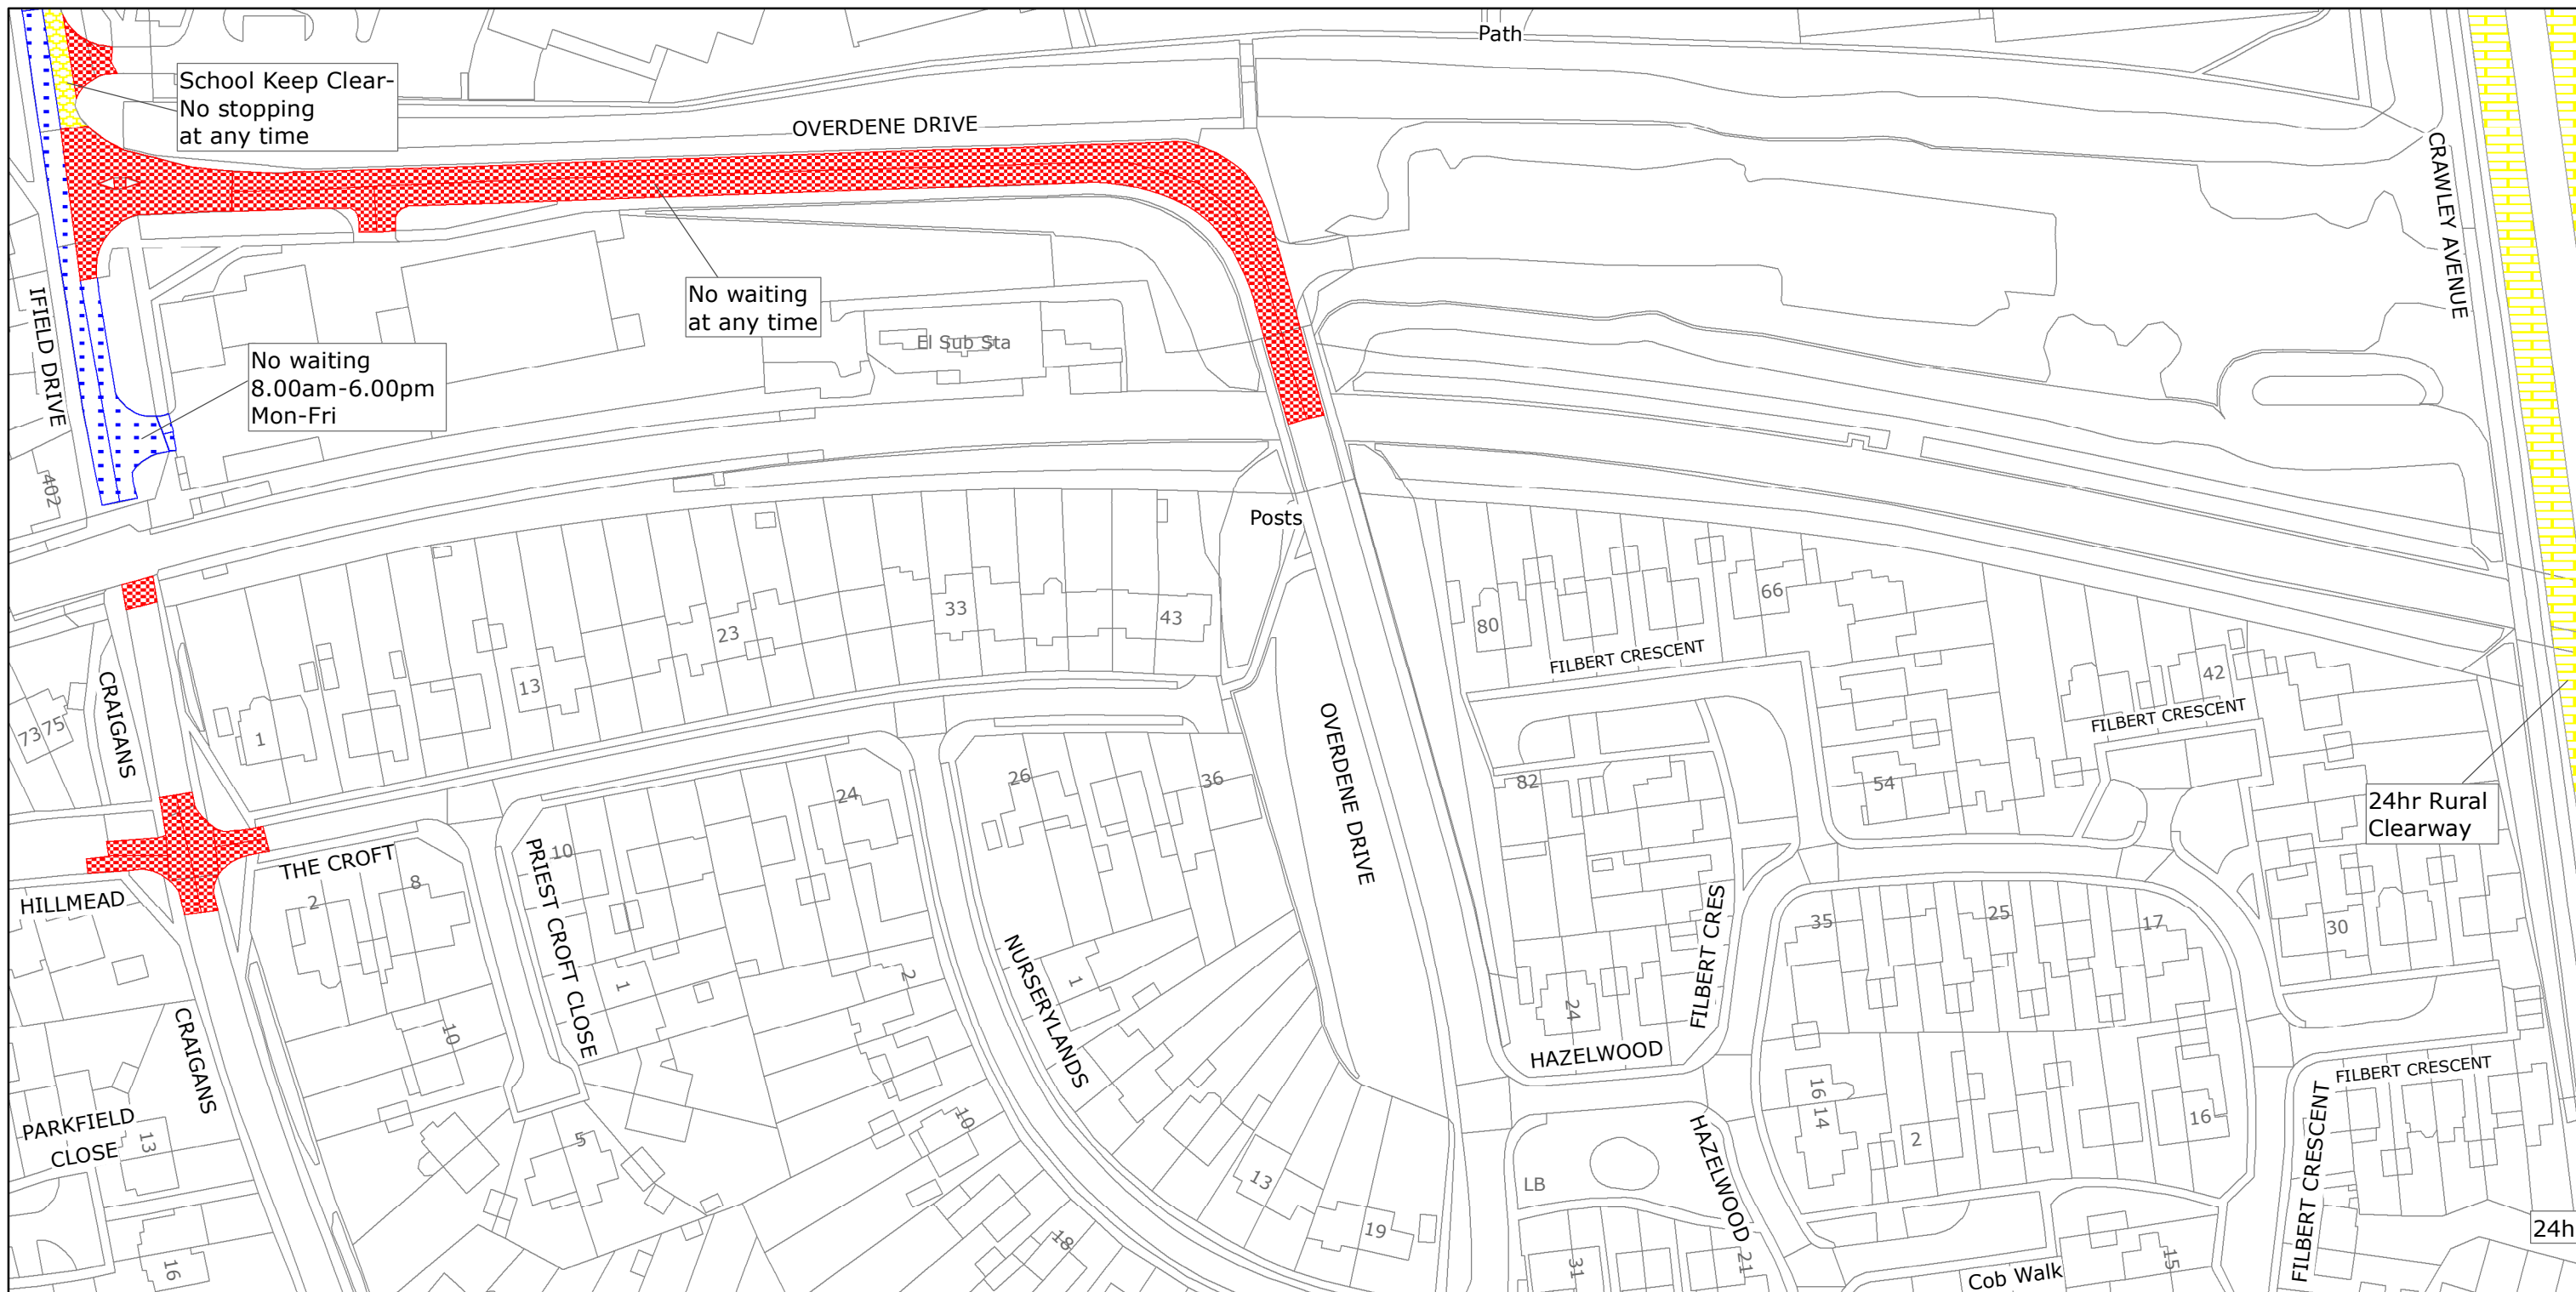 Path
School Keep Clear-
No stopping
at any time
OVERDENE DRIVE
CRAWLEY AVENUE
IFIELD DRIVE
No waiting
at any time
El Sub Sta
No waiting
8.00am-6.00pm
Mon-Fri
402
Posts
33
43
23
13
1
80
66
FILBERT CRESCENT
42
FILBERT CRESCENT
CRAIGANS
73
75
OVERDENE DRIVE
26
36
24
82
54
24hr Rural
Clearway
THE CROFT
10
2
8
HILLMEAD
PRIEST CROFT CLOSE
NURSERYLANDS
35
25
17
30
FILBERT CRES
1
2
1
24
10
CRAIGANS
HAZELWOOD
FILBERT CRESCENT
PARKFIELD
CLOSE
13
5
10
16
14
2
16
HAZELWOOD
FILBERT CRESCENT
LB
13
19
18
16
31
21
15
Cob Walk
24h